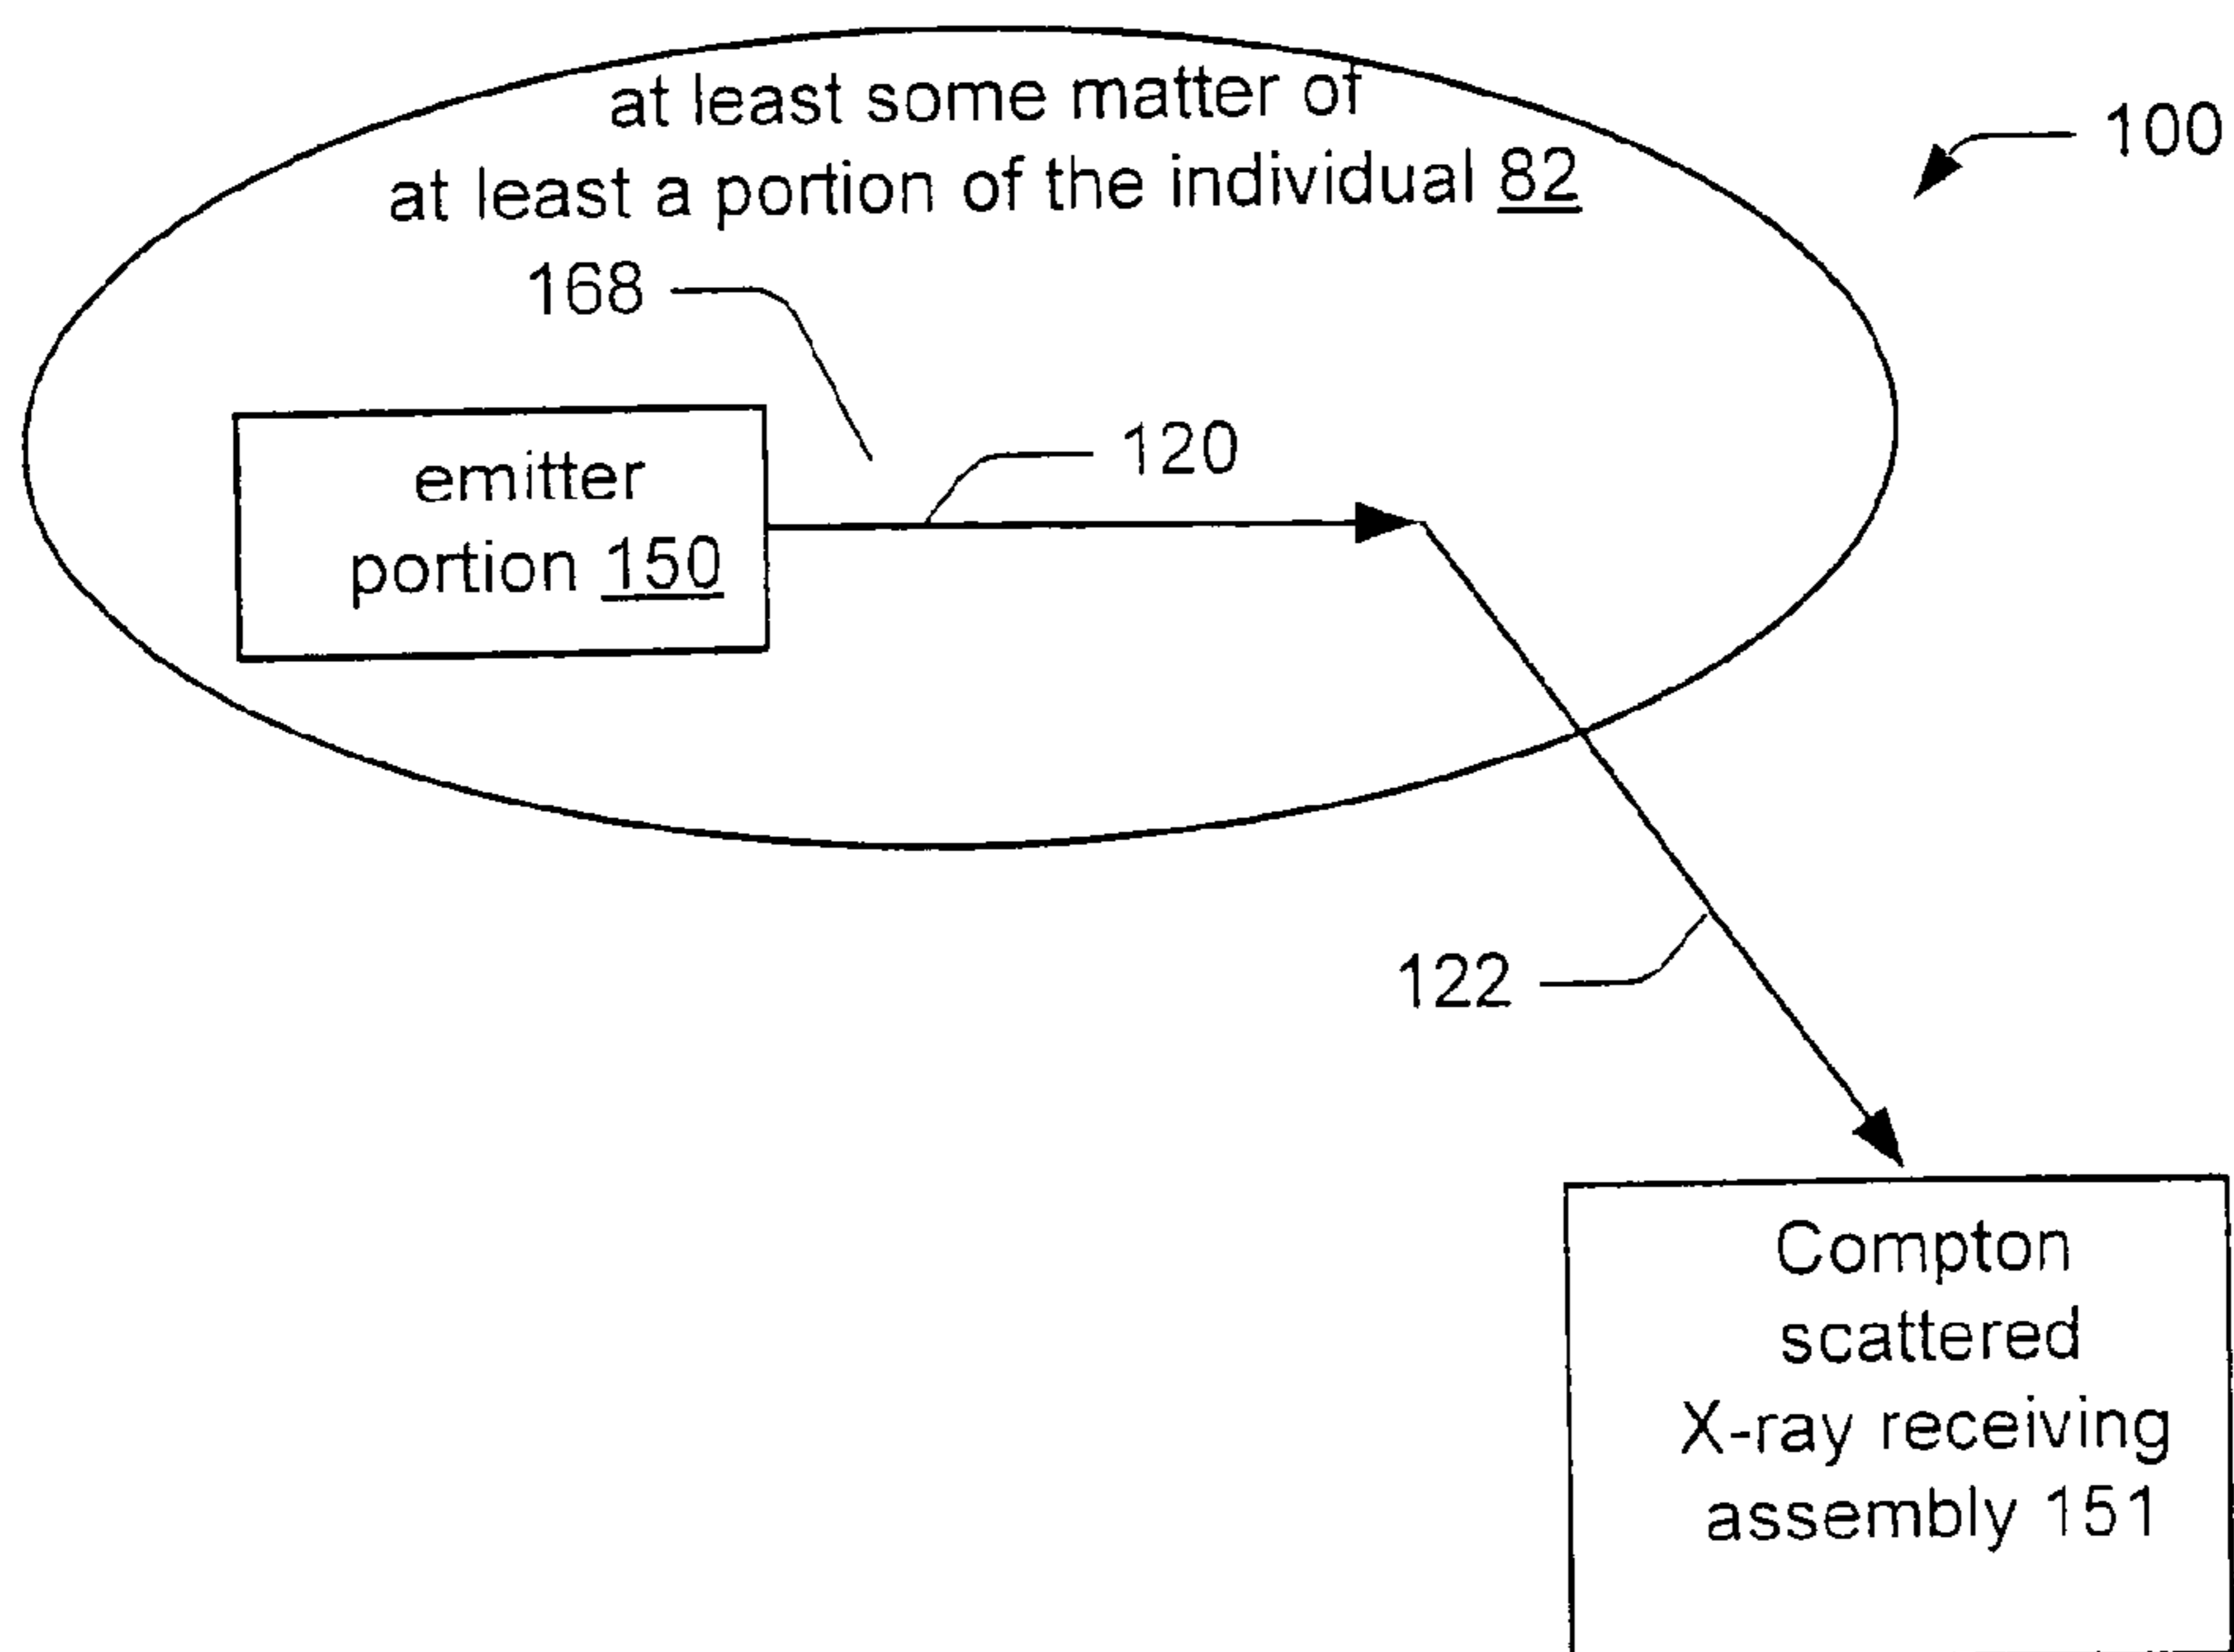 at least some matter of
at least a portion of the individual 82
100
168
120
emitter
portion 150
122
Compton
scattered
X-ray receiving
assembly 151